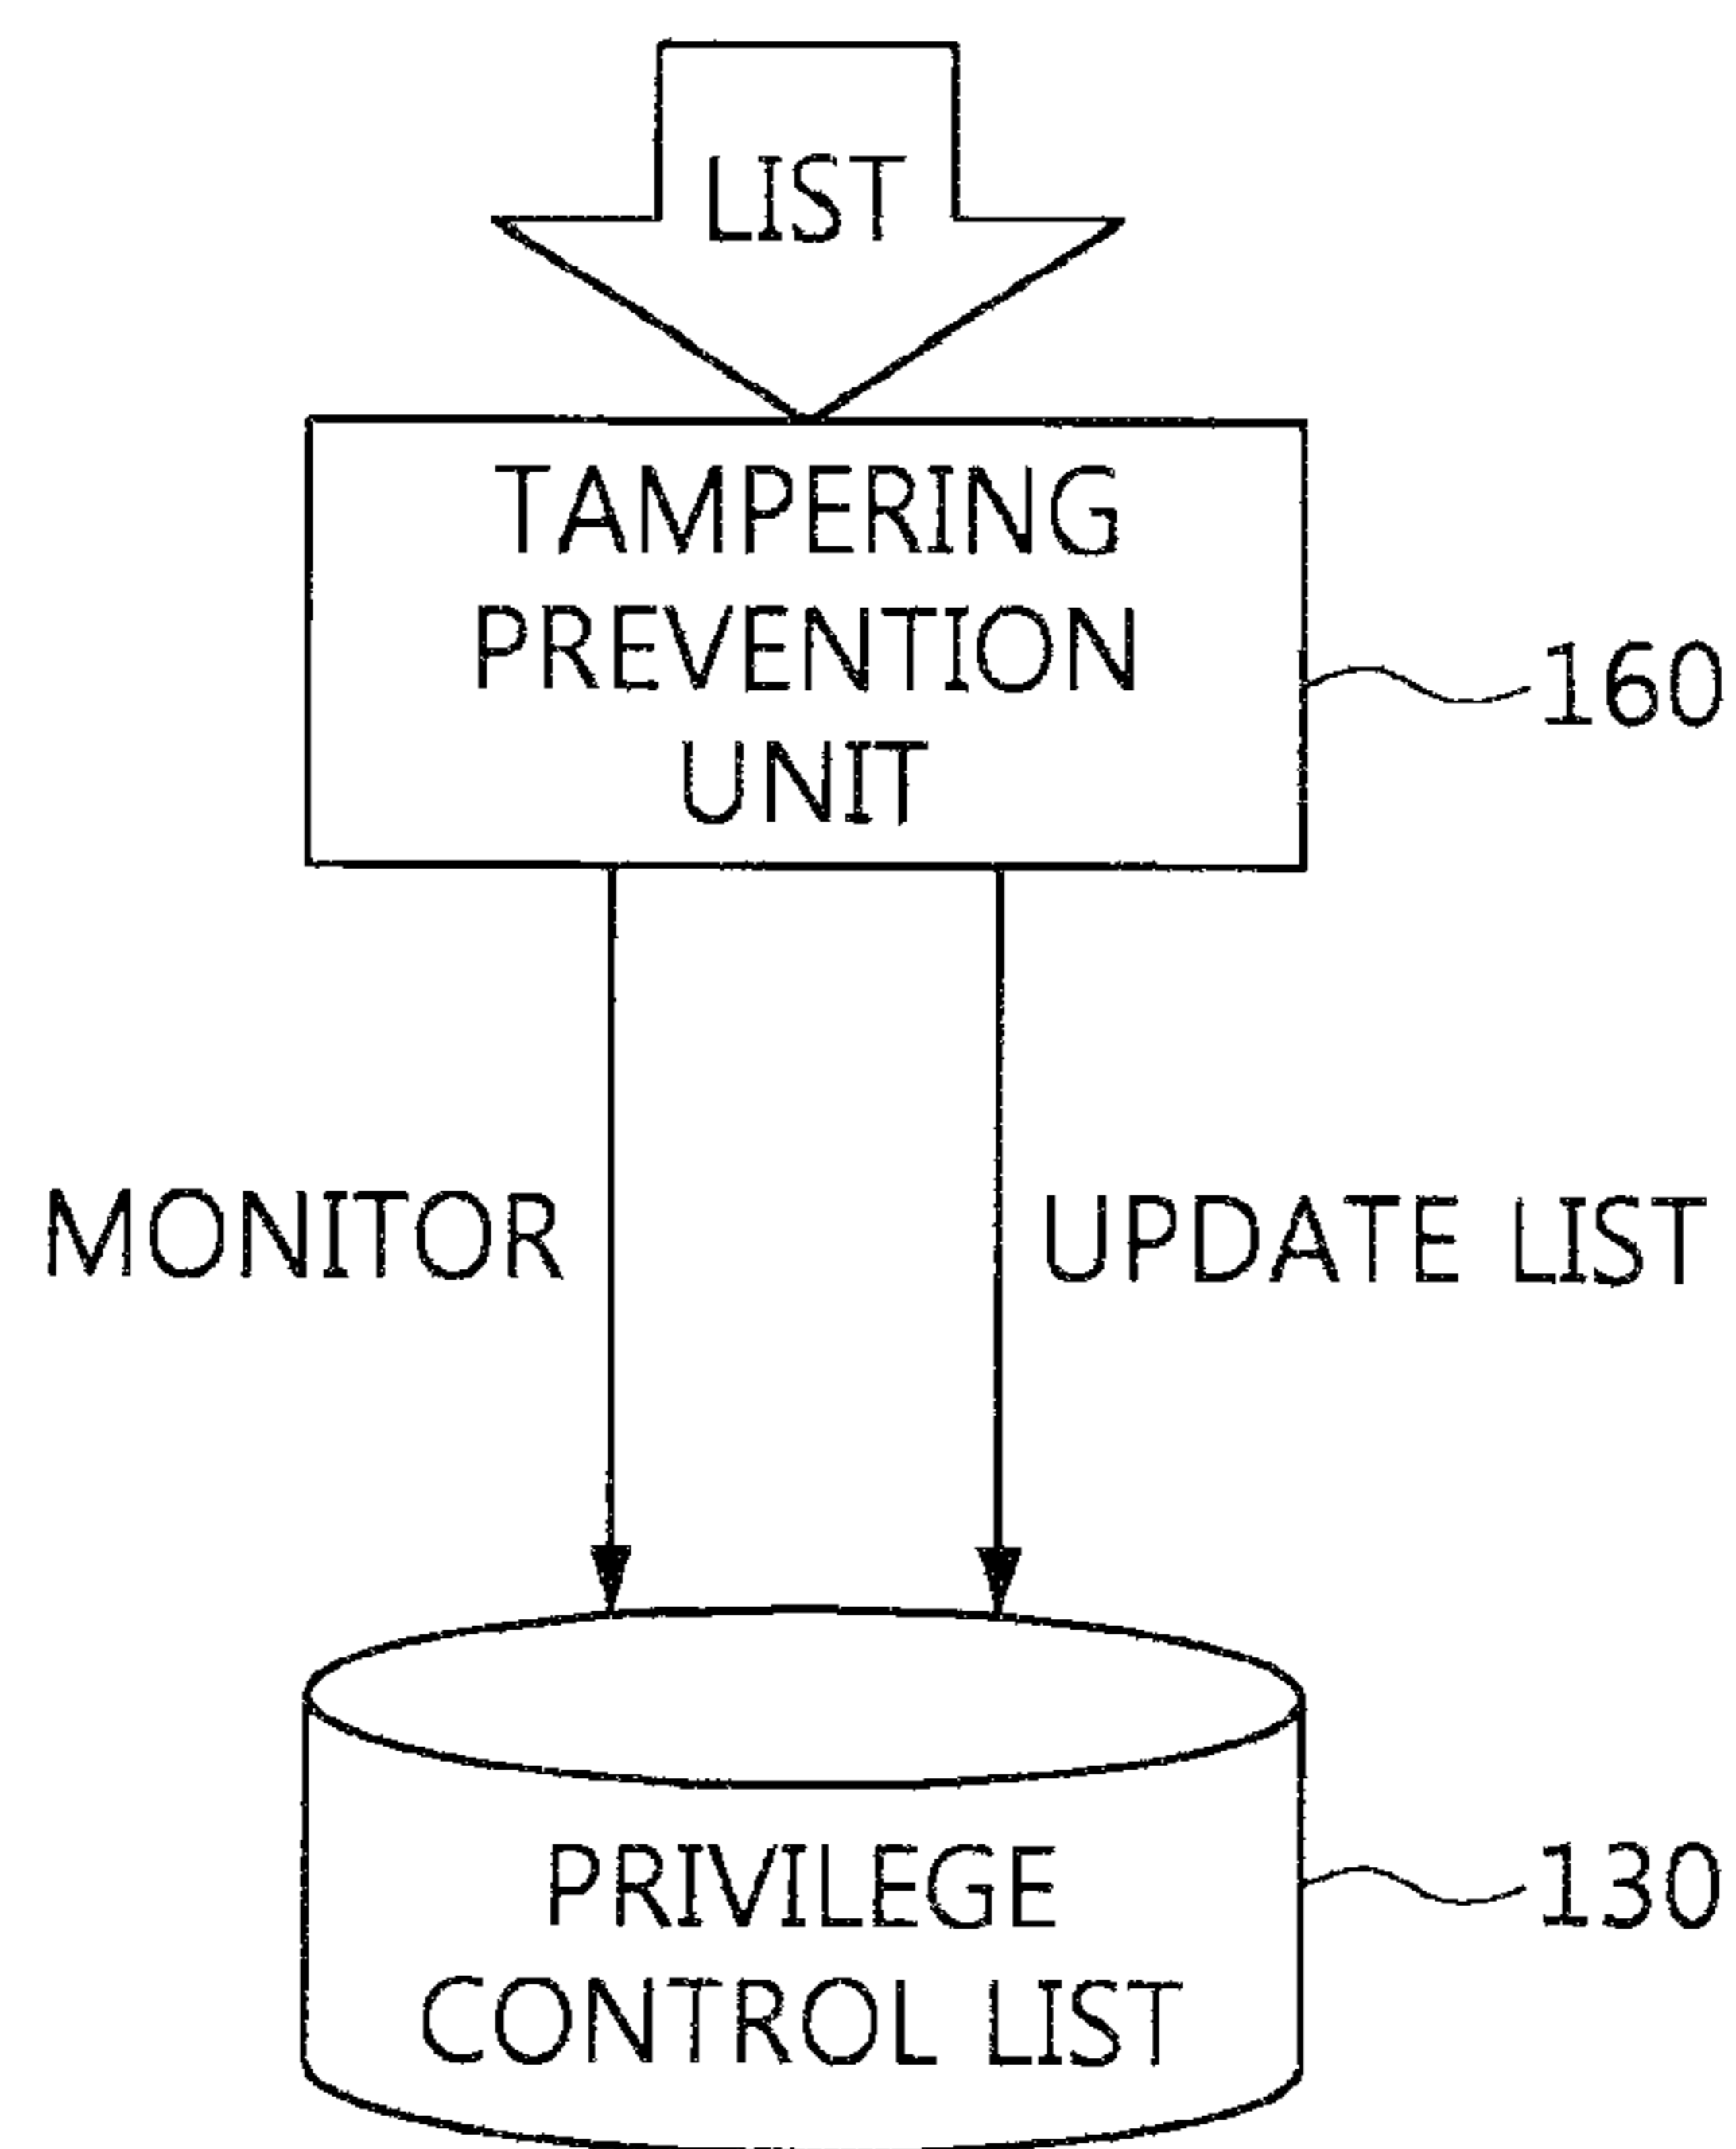 LIST
TAMPERING
PREVENTION
UNIT
160
MONITOR
UPDATE LIST
PRIVILEGE
CONTROL LIST
130